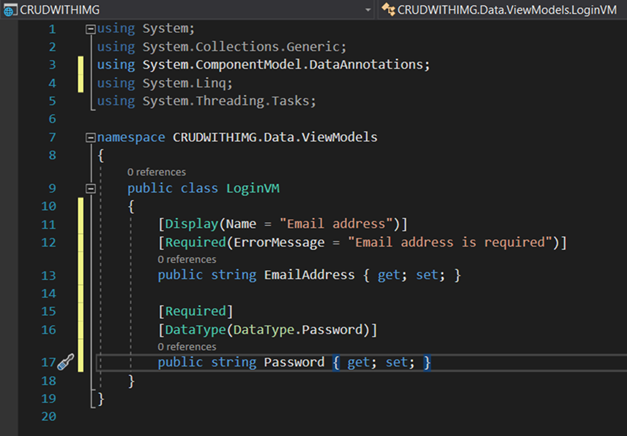 CRUDWITHIMG CRUDWITHIMG.Data.ViewModels.LoginVM
1 using System;
2 using System.Collections.Generic;
3 using System.ComponentModel.DataAnnotations;
4 using System.Linq;
5 using System.Threading.Tasks;
6
7 namespace CRUDWITHIMG.Data.ViewModels
8 {
0 references
9 public class LoginVM
10 {
11 [Display(Name = "Email address")]
12 [Required(ErrorMessage = "Email address is required")]
0 references
13 public string EmailAddress { get; set; }
14
15 [Required]
16 [DataType(DataType.Password)]
0 references
17 public string Password { get; set; }
18 }
19 }
20